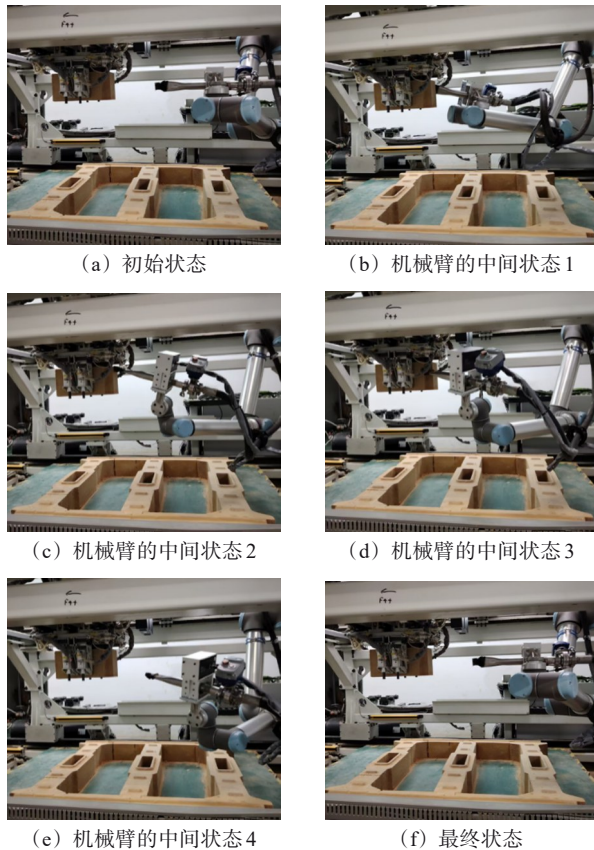 （a）初始状态
（b）机械臂的中间状态1
（c）机械臂的中间状态2
（d）机械臂的中间状态3
（e）机械臂的中间状态4
（f）最终状态